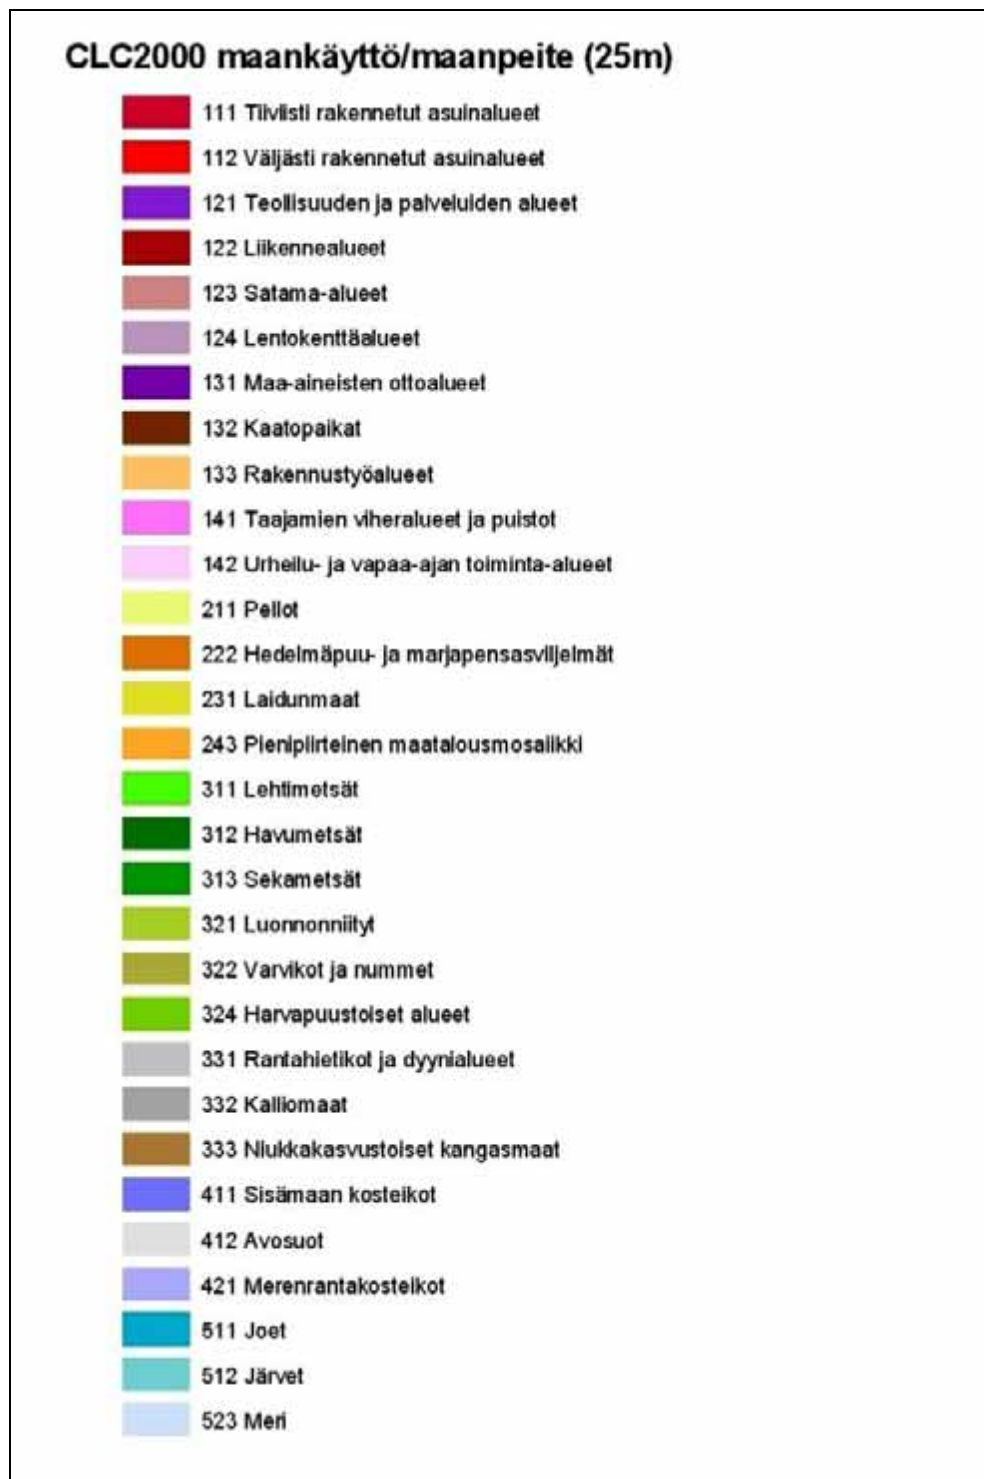 CLC2000 maankäyttö/maanpeite (25m)
111 Tiiviisti rakennetut asuinalueet
112 Väljästi rakennetut asuinalueet
121 Teollisuuden ja palveluiden alueet
122 Liikennealueet
123 Satama-alueet
124 Lentokenttäalueet
131 Maa-aineisten ottoalueet
132 Kaatopaikat
133 Rakennustyöalueet
141 Taajamien viheralueet ja puistot
142 Urheilu- ja vapaa-ajan toiminta-alueet
211 Pellot
222 Hedelmäpuu- ja marjapensasviljelmät
231 Laidunmaat
243 Pienipiirteinen maatalousmosaiikki
311 Lehtimetsät
312 Havumetsät
313 Sekametsät
321 Luonnonniityt
322 Varvikot ja nummet
324 Harvapuustoiset alueet
331 Rantahietikot ja dyynialueet
332 Kalliomaat
333 Niukkakasvustoiset kangasmaat
411 Sisämaan kosteikot
412 Avosuot
421 Merenrantakosteikot
511 Joet
512 Järvet
523 Meri